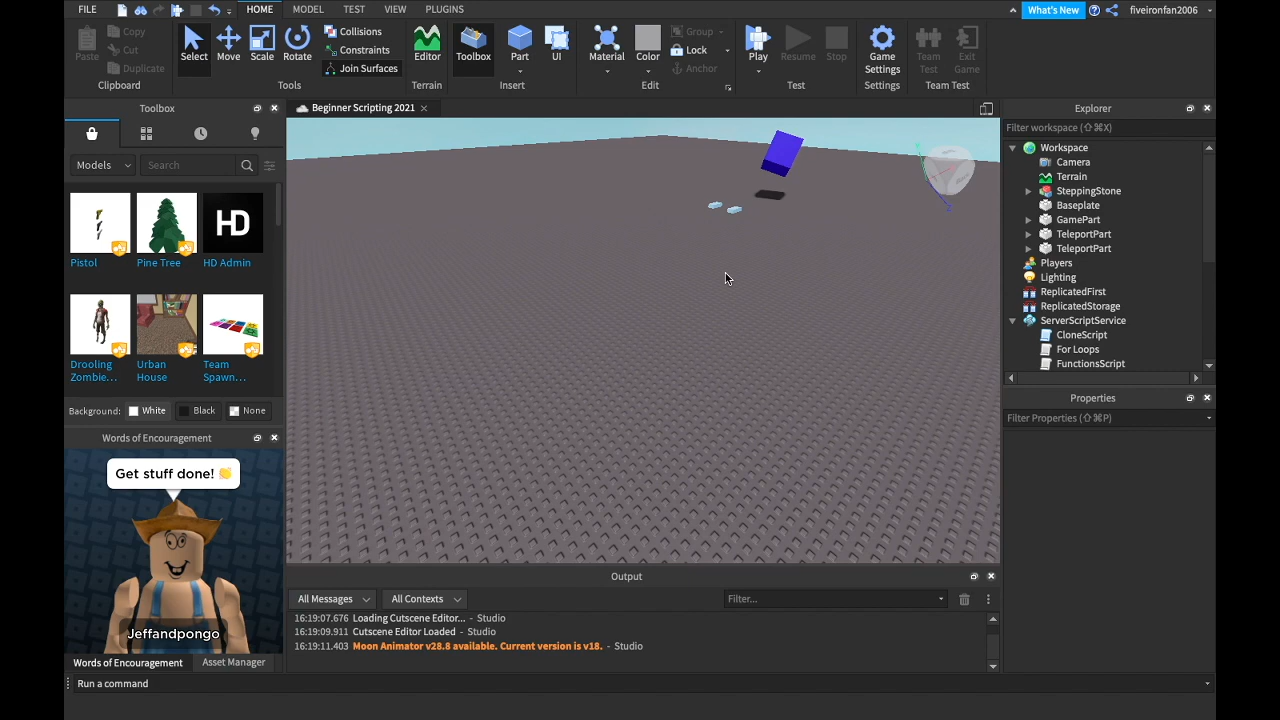 FILE
HOME
MODEL
TEST
VIEW
PLUGINS
What's New
fiveironfan2006
Paste
Copy
Cut
Duplicate
Clipboard
Select
Move
Scale
Rotate
Collisions
Constraints
Join Surfaces
Tools
Editor
Terrain
Toolbox
Part
UI
Insert
Material
Color
Group
Lock
Anchor
Edit
Play
Resume
Stop
Test
Game Settings
Settings
Team Test
Exit Game
Team Test
Toolbox
Models
Search
HD
Pistol
Pine Tree
HD Admin
Drooling Zombie...
Urban House
Team Spawn...
Background:
White
Black
None
Words of Encouragement
Get stuff done! 👏
Jeffandpongo
Words of Encouragement
Asset Manager
Beginner Scripting 2021
Output
All Messages
All Contexts
Filter...
16:19:07.676 Loading Cutscene Editor... - Studio
16:19:09.911 Cutscene Editor Loaded - Studio
16:19:11.403 Moon Animator v28.8 available. Current version is v18. - Studio
Explorer
Filter workspace (⇧⌘X)
Workspace
Camera
Terrain
SteppingStone
Baseplate
GamePart
TeleportPart
TeleportPart
Players
Lighting
ReplicatedFirst
ReplicatedStorage
ServerScriptService
CloneScript
For Loops
FunctionsScript
Properties
Filter Properties (⇧⌘P)
Run a command